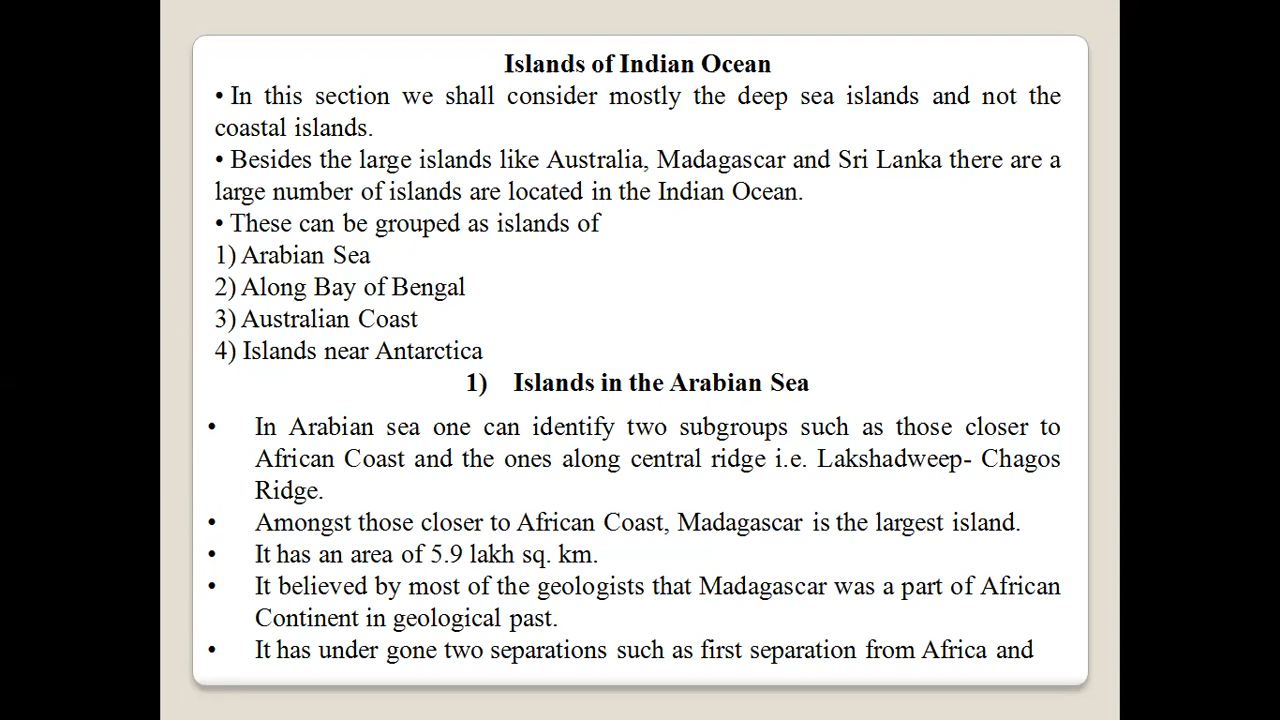 Islands of Indian Ocean
• In this section we shall consider mostly the deep sea islands and not the
coastal islands.
• Besides the large islands like Australia, Madagascar and Sri Lanka there are a
large number of islands are located in the Indian Ocean.
• These can be grouped as islands of
1) Arabian Sea
2) Along Bay of Bengal
3) Australian Coast
4) Islands near Antarctica
1) Islands in the Arabian Sea
• In Arabian sea one can identify two subgroups such as those closer to
African Coast and the ones along central ridge i.e. Lakshadweep- Chagos
Ridge.
• Amongst those closer to African Coast, Madagascar is the largest island.
• It has an area of 5.9 lakh sq. km.
• It believed by most of the geologists that Madagascar was a part of African
Continent in geological past.
• It has under gone two separations such as first separation from Africa and